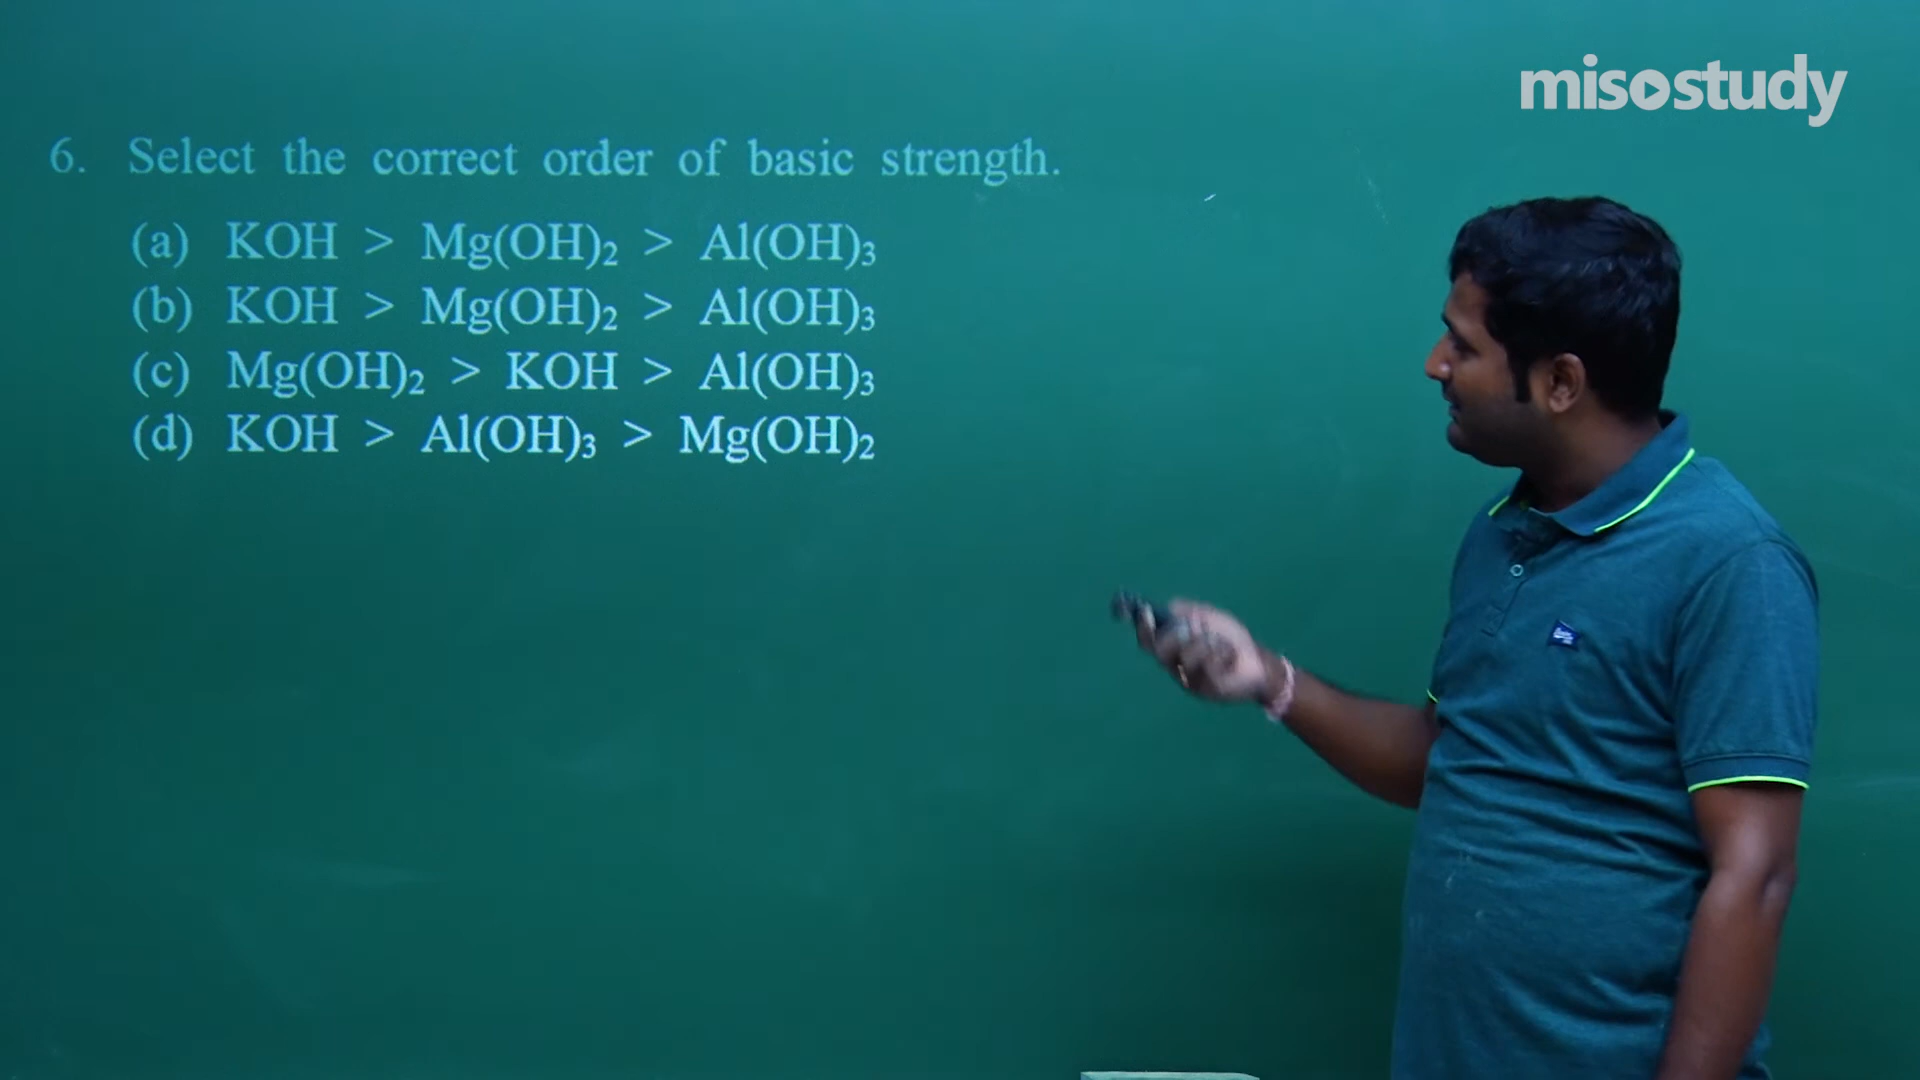 misostudy
6. Select the correct order of basic strength.
(a) KOH > Mg(OH)₂ > Al(OH)₃
(b) KOH > Mg(OH)₂ > Al(OH)₃
(c) Mg(OH)₂ > KOH > Al(OH)₃
(d) KOH > Al(OH)₃ > Mg(OH)₂